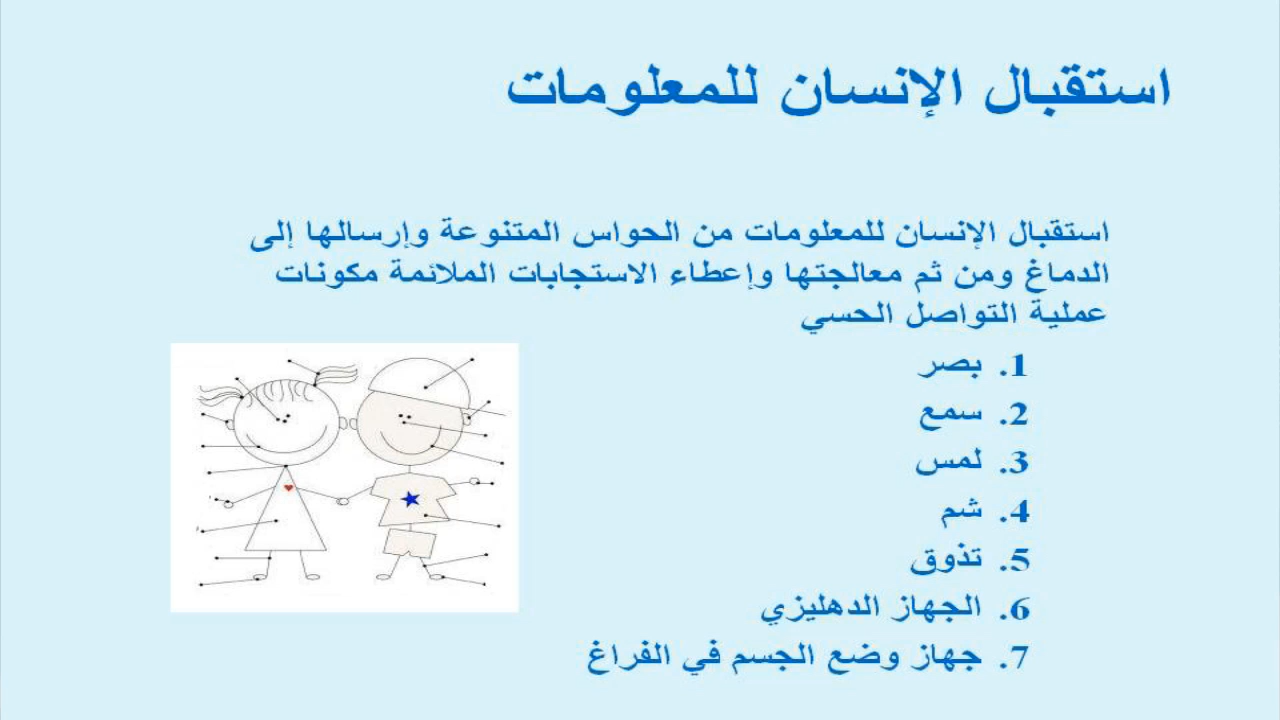 استقبال الإنسان للمعلومات
استقبال الإنسان للمعلومات من الحواس المتنوعة وإرسالها إلى
الدماغ ومن ثم معالجتها وإعطاء الاستجابات الملائمة مكونات
عملية التواصل الحسي
1. بصر
2. سمع
3. لمس
4. شم
5. تذوق
6. الجهاز الدهليزي
7. جهاز وضع الجسم في الفراغ